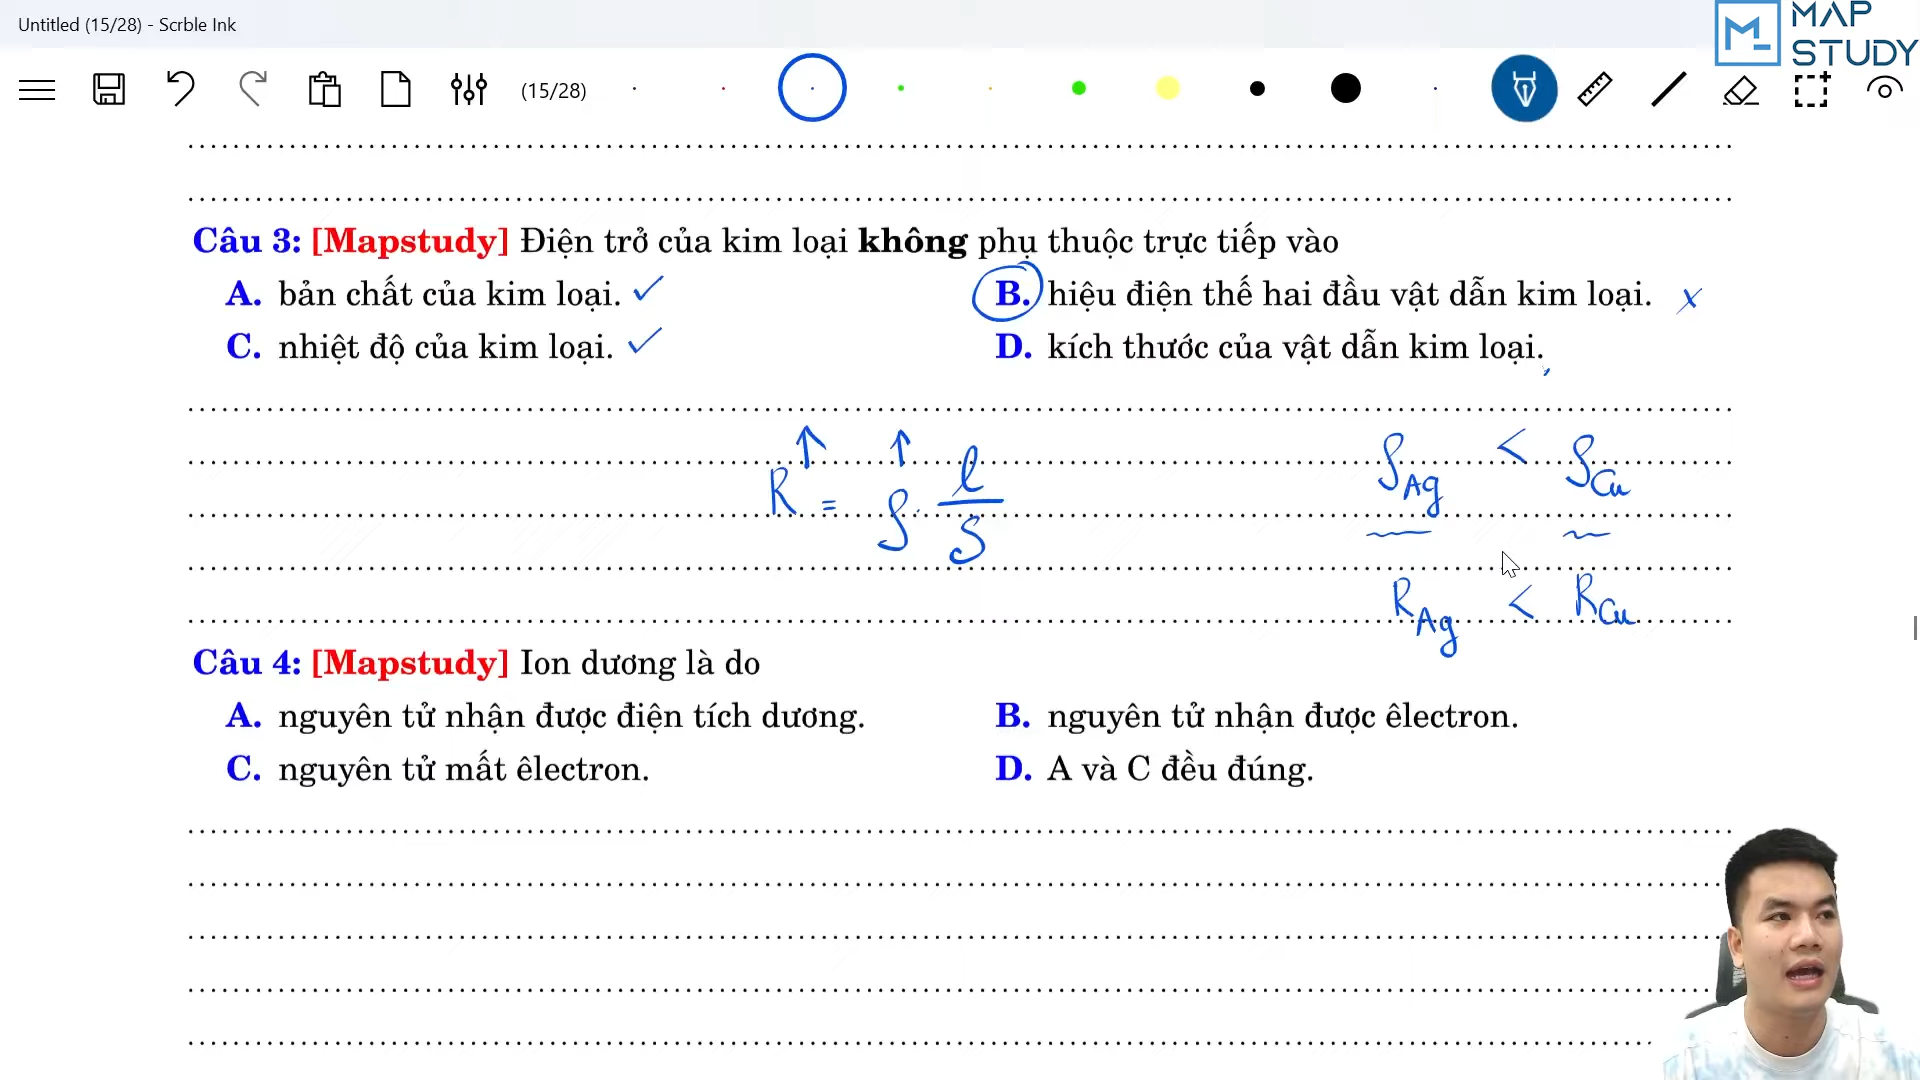 Untitled (15/28) - Scrble Ink
MAP
STUDY
(15/28)
Câu 3: [Mapstudy] Điện trở của kim loại không phụ thuộc trực tiếp vào
A. bản chất của kim loại. ✓
B. hiệu điện thế hai đầu vật dẫn kim loại. x
C. nhiệt độ của kim loại. ✓
D. kích thước của vật dẫn kim loại.
R↑ = ρ↑ . l/S
ρAg < ρCu
RAg < RCu
Câu 4: [Mapstudy] Ion dương là do
A. nguyên tử nhận được điện tích dương.
B. nguyên tử nhận được êlectron.
C. nguyên tử mất êlectron.
D. A và C đều đúng.